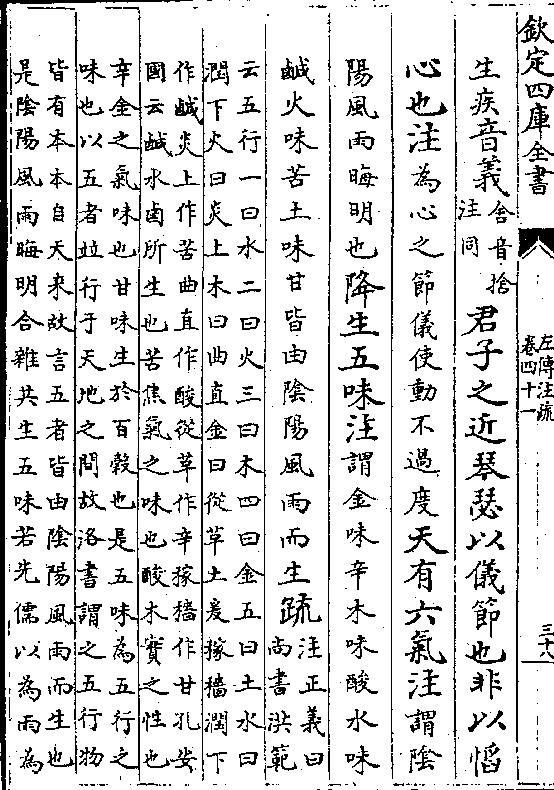 欽定四庫全書
左傳注疏
卷四十一
生疾音義舍音捨注同君子之近琴瑟以儀節也非以慆
心也注為心之節儀使動不過度天有六氣注謂陰
陽風雨晦明也降生五味注謂金味辛木味酸水味
鹹火味苦土味甘皆由陰陽風雨而生疏注正義曰尚書洪範
云五行一曰水二曰火三曰木四曰金五曰土水曰
潤下火曰炎上木曰曲直金曰從革土爰稼穡潤下
作鹹炎上作苦曲直作酸從革作辛稼穡作甘孔安
國云鹹水鹵所生也苦焦氣之味也酸木實之性也
辛金之氣味也甘味生於百穀也是五味為五行之
味也以五者並行于天地之間故洛書謂之五行物
皆有本本自天來故言五者皆由陰陽風雨而生也
是陰陽風雨晦明合雜共生五味若先儒以為雨為